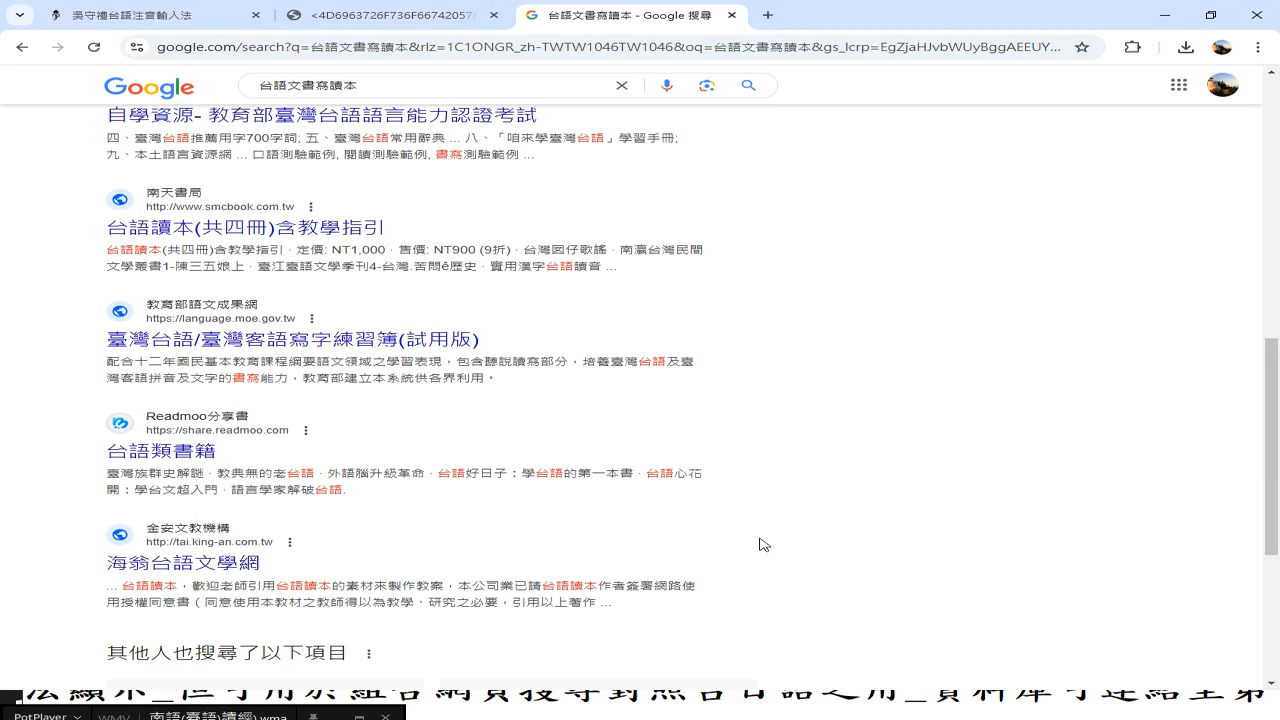 吳守禮台語注音輸入法
<4D6963726F736F66742057
台語文書寫讀本 - Google 搜尋
google.com/search?q=台語文書寫讀本&rlz=1C1ONGR_zh-TWTW1046TW1046&oq=台語文書寫讀本&gs_lcrp=EgZjaHJvbWUyBggAEEUY...
Google
台語文書寫讀本
自學資源- 教育部臺灣台語語言能力認證考試
四、臺灣台語推薦用字700字詞; 五、臺灣台語常用辭典 ... 八、「咱來學臺灣台語」學習手冊;
九、本土語言資源網 ... 口語測驗範例, 閱讀測驗範例, 書寫測驗範例 ...
南天書局
http://www.smcbook.com.tw
台語讀本(共四冊)含教學指引
台語讀本(共四冊)含教學指引 · 定價: NT1,000 · 售價: NT900 (9折) · 台灣囡仔歌謠 · 南瀛台灣民間
文學叢書1-陳三五娘上 · 臺江臺語文學季刊4-台灣.苦悶ê歷史 · 實用漢字台語讀音 ...
教育部語文成果網
https://language.moe.gov.tw
臺灣台語/臺灣客語寫字練習簿(試用版)
配合十二年國民基本教育課程綱要語文領域之學習表現，包含聽說讀寫部分，培養臺灣台語及臺
灣客語拼音及文字的書寫能力，教育部建立本系統供各界利用。
Readmoo分享書
https://share.readmoo.com
台語類書籍
臺灣族群史解謎 · 教典無的老台語 · 外語腦升級革命 · 台語好日子：學台語的第一本書 · 台語心花
開：學台文超入門 · 語言學家解破台語.
金安文教機構
http://tai.king-an.com.tw
海翁台語文學網
... 台語讀本，歡迎老師引用台語讀本的素材來製作教案，本公司業已請台語讀本作者簽署網路使
用授權同意書（同意使用本教材之教師得以為教學、研究之必要，引用以上著作 ...
其他人也搜尋了以下項目
PotPlayer
WMV
南語(臺語)讀經).wma